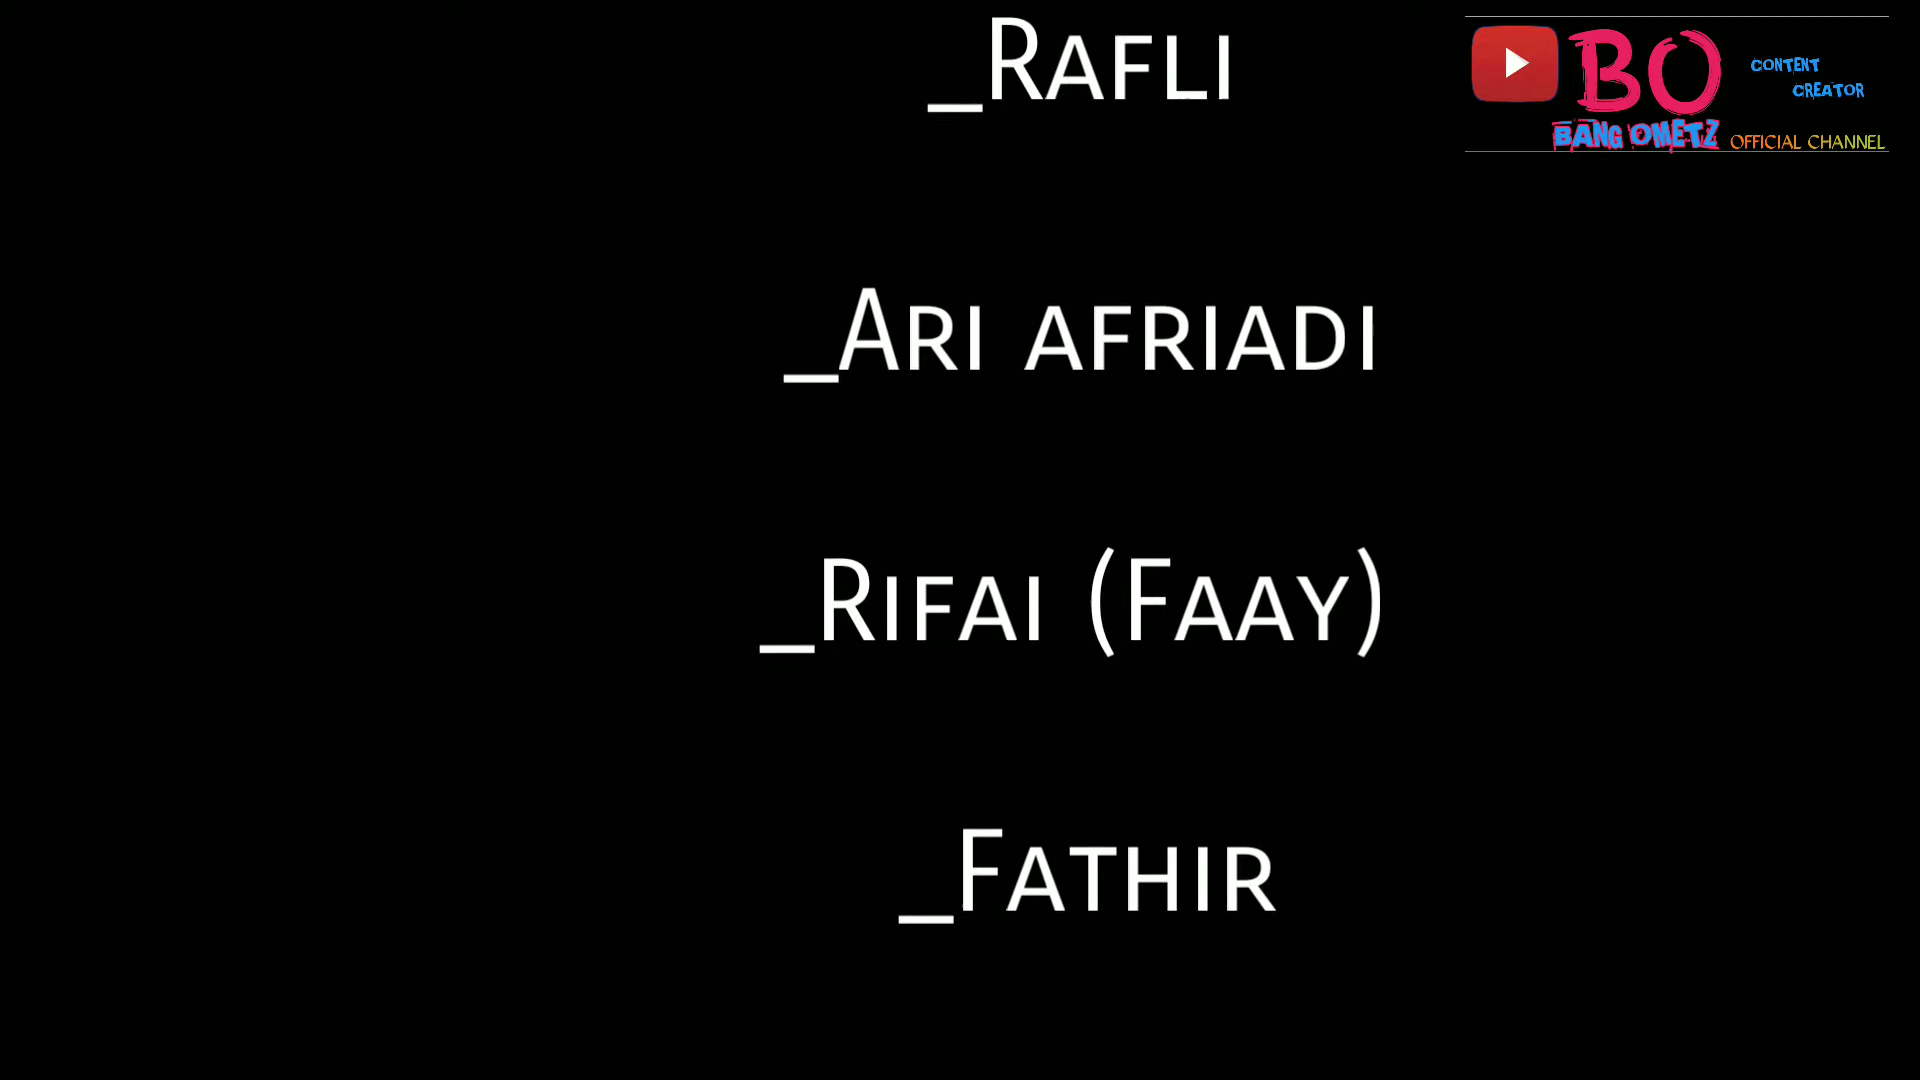 _Rafli
BO
CONTENT
CREATOR
BANG OMETZ
OFFICIAL CHANNEL
_Ari afriadi
_Rifai (Faay)
_Fathir